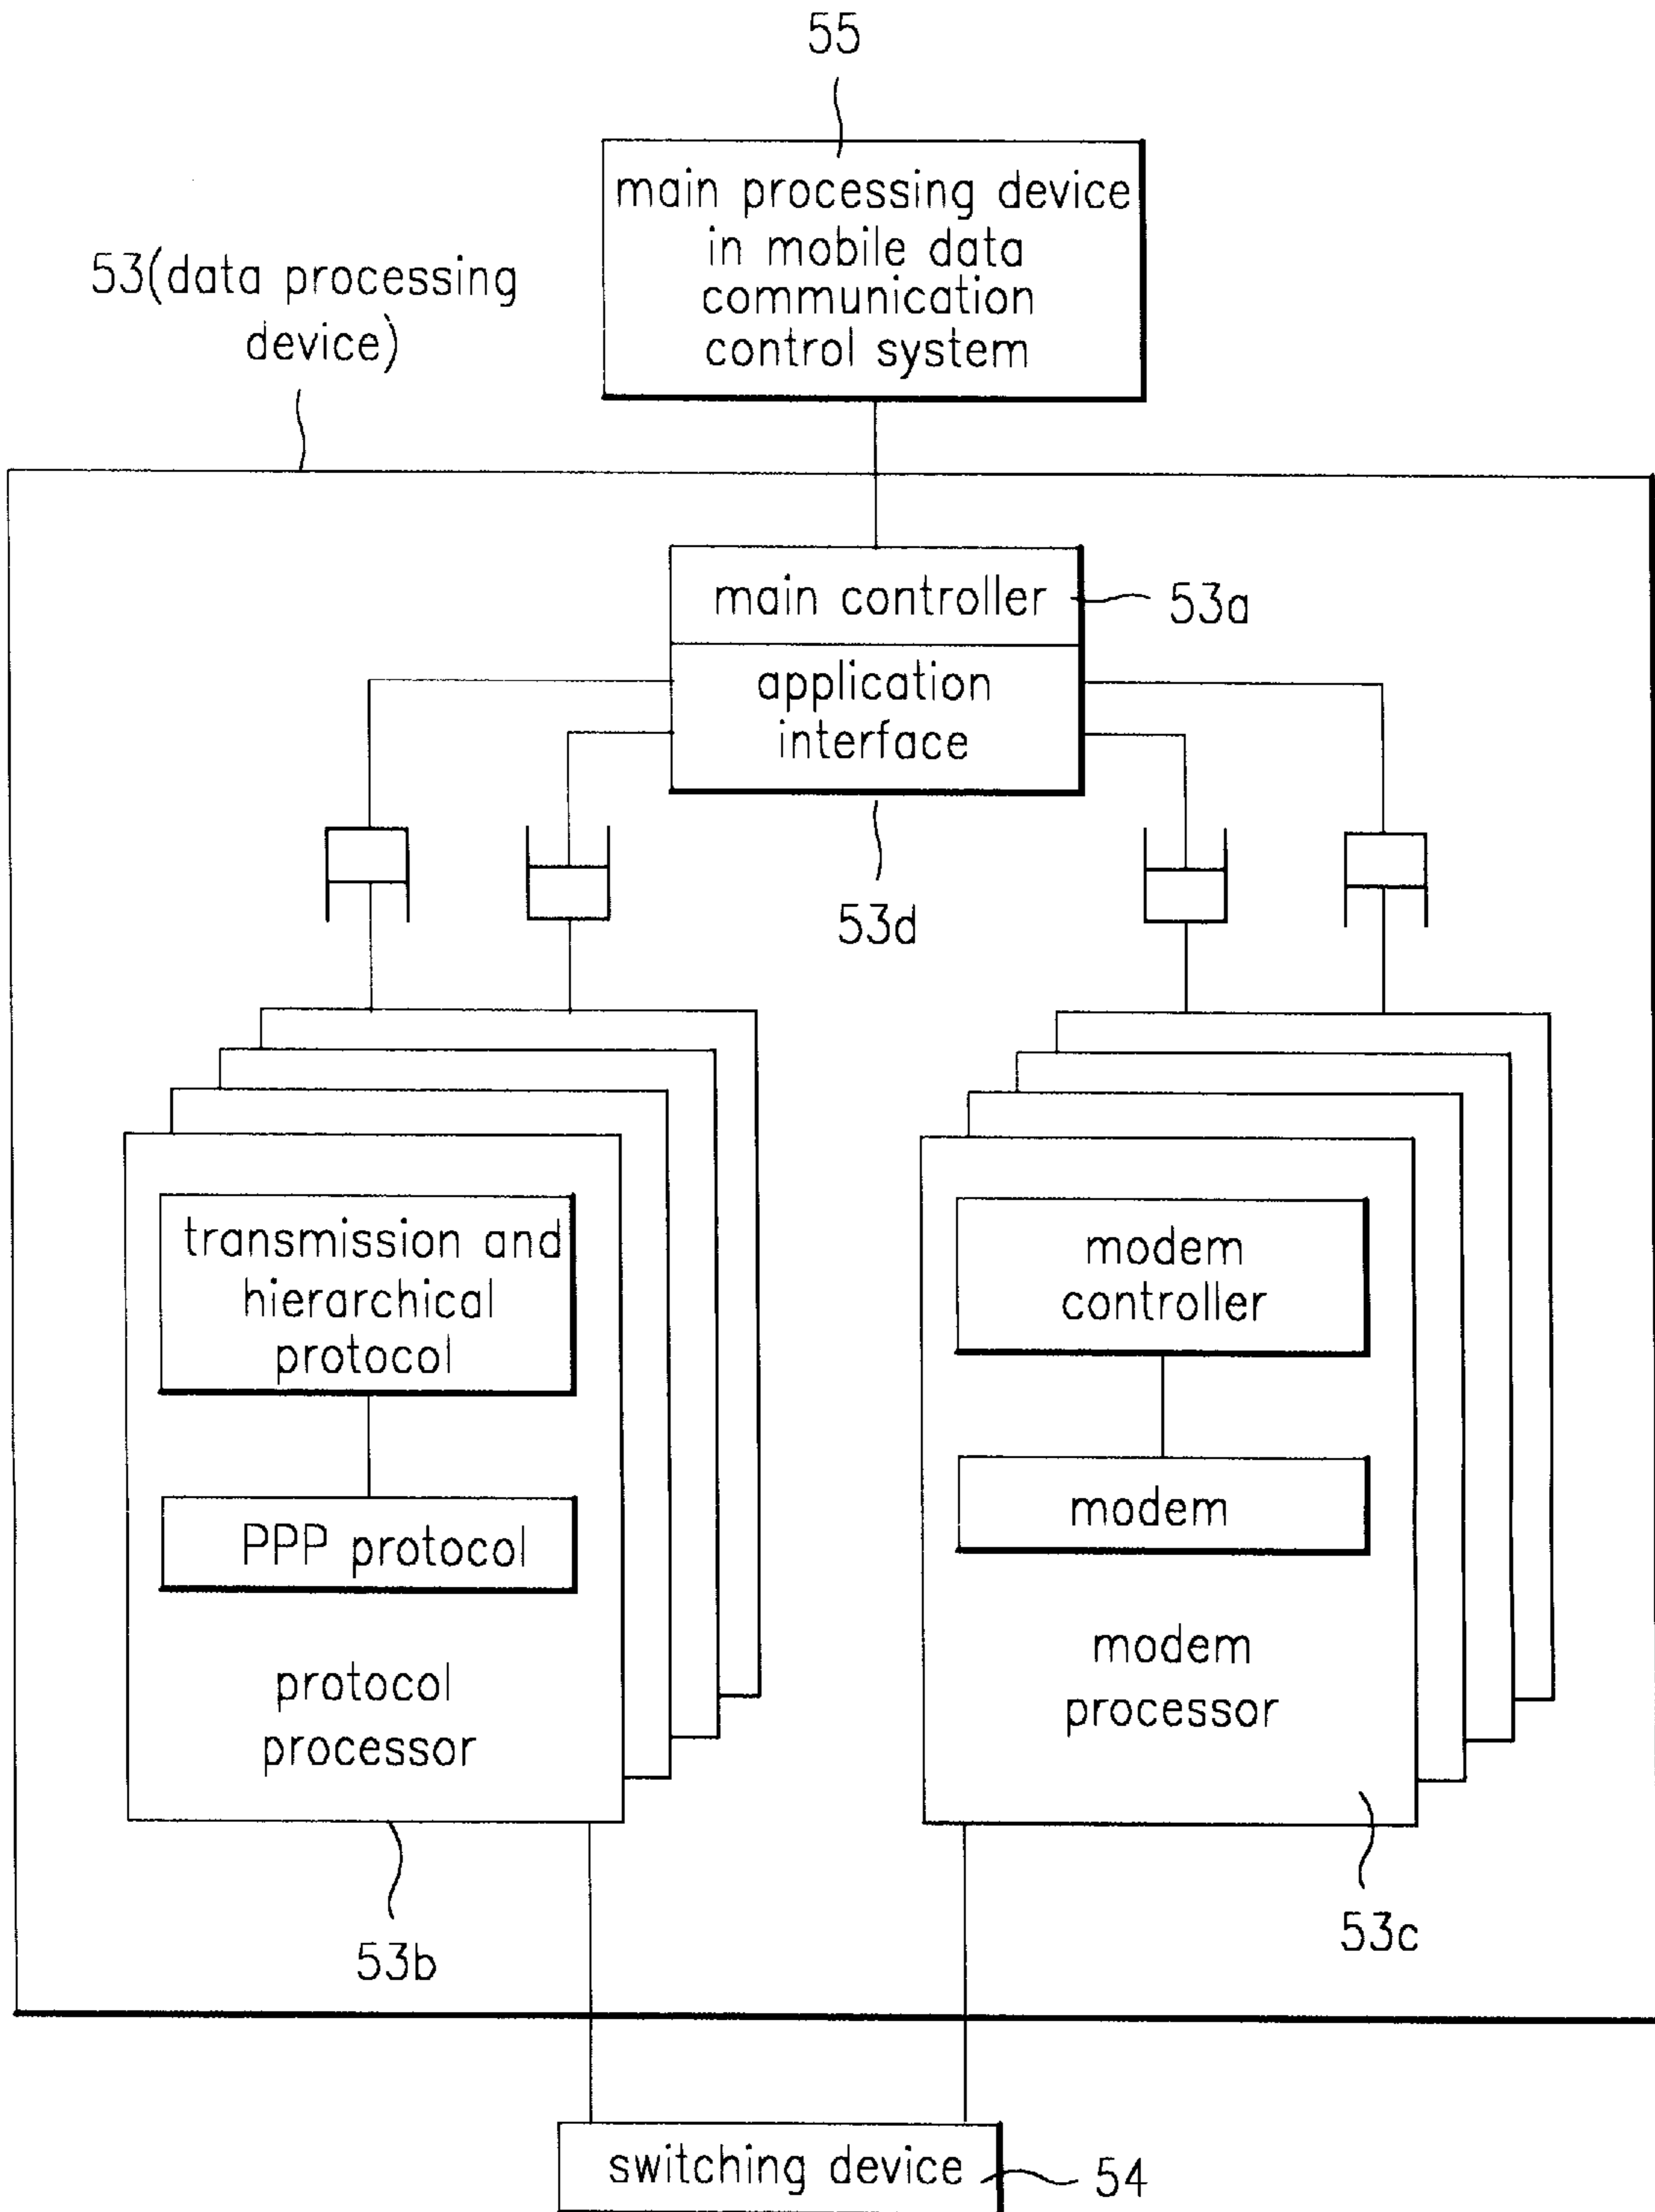 55
main processing device
in mobile data
communication
control system
53(data processing
device)
main controller
53a
application
interface
53d
transmission and
hierarchical
protocol
PPP protocol
protocol
processor
53b
modem
controller
modem
modem
processor
53c
switching device
54